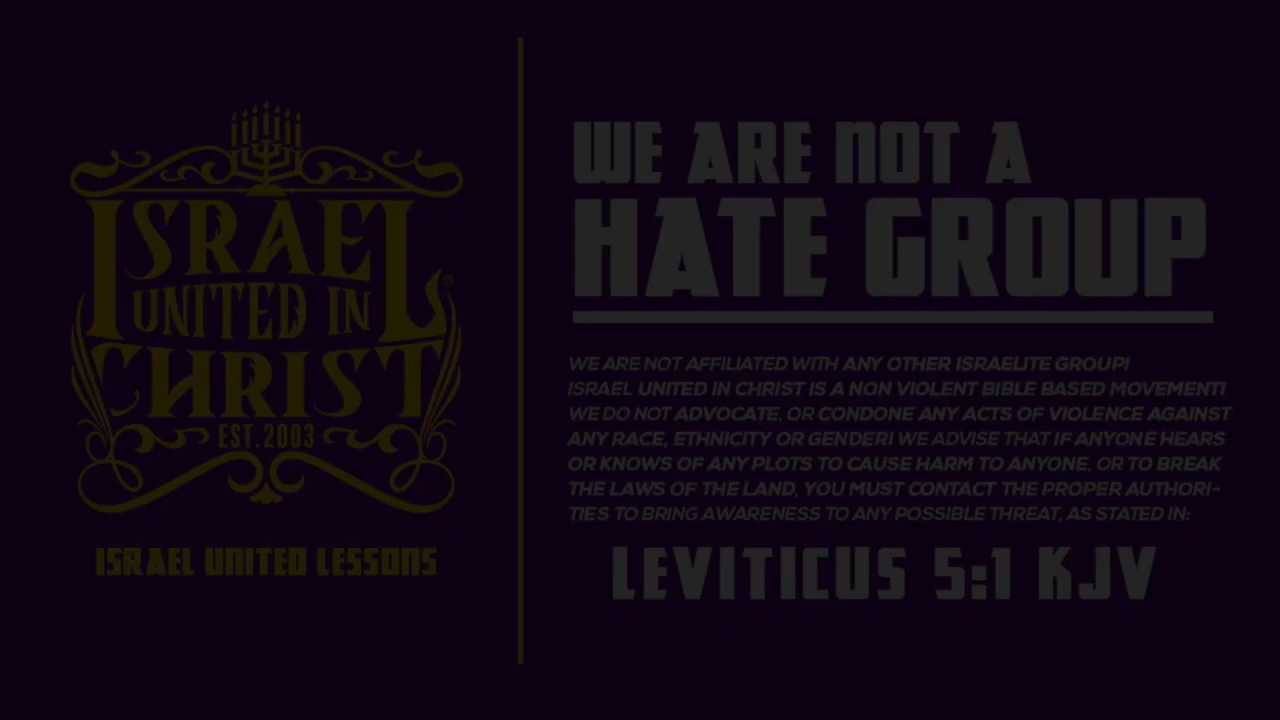 ISRAEL
UNITED IN
CHRIST
EST.2003
ISRAEL UNITED LESSONS
WE ARE NOT A
HATE GROUP
WE ARE NOT AFFILIATED WITH ANY OTHER ISRAELITE GROUP!
ISRAEL UNITED IN CHRIST IS A NON VIOLENT BIBLE BASED MOVEMENT!
WE DO NOT ADVOCATE, OR CONDONE ANY ACTS OF VIOLENCE AGAINST
ANY RACE, ETHNICITY OR GENDER! WE ADVISE THAT IF ANYONE HEARS
OR KNOWS OF ANY PLOTS TO CAUSE HARM TO ANYONE, OR TO BREAK
THE LAWS OF THE LAND, YOU MUST CONTACT THE PROPER AUTHORI-
TIES TO BRING AWARENESS TO ANY POSSIBLE THREAT, AS STATED IN:
LEVITICUS 5:1 KJV